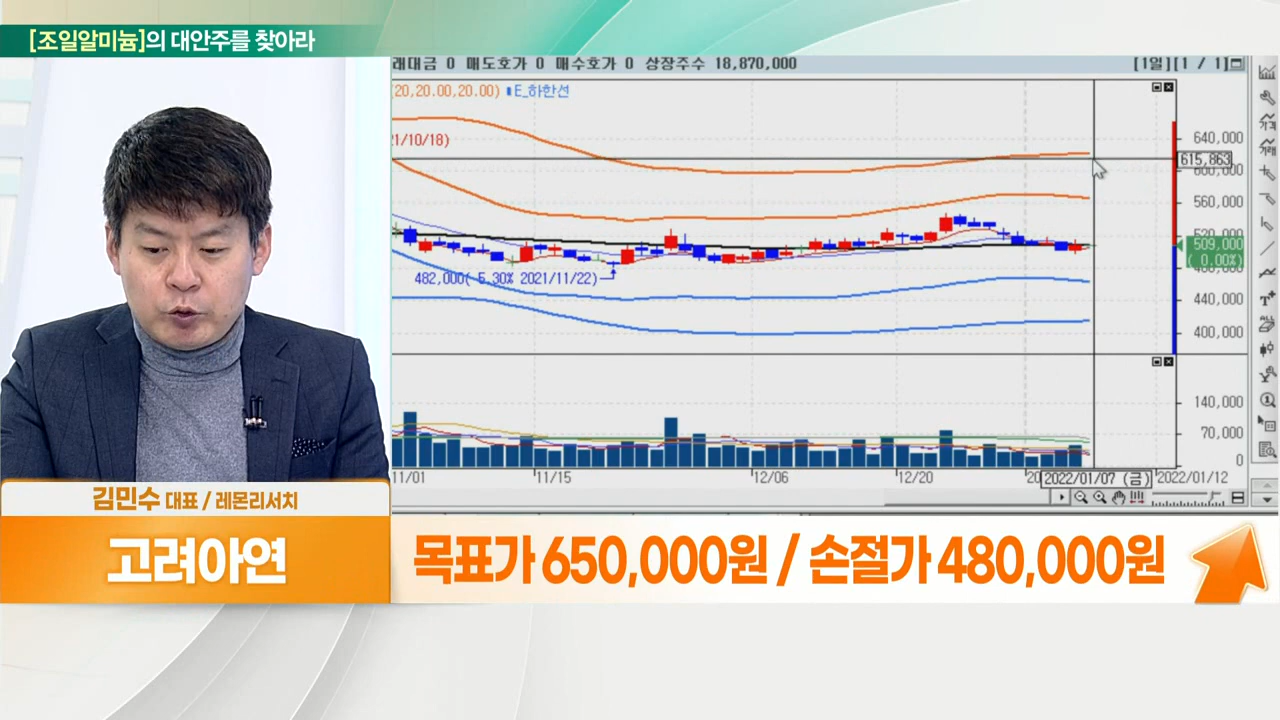 [조일알미늄]의 대안주를 찾아라
래대금 0 매도호가 0 매수호가 0 상장주수 18,870,000
[1일][1 / 1]
(20,20.00,20.00) E_하한선
1/10/18)
640,000
615,863
600,000
560,000
520,000
509,000
( 0.00%)
480,000
482,000( 5.30% 2021/11/22)
440,000
400,000
140,000
70,000
0
11/01 11/15 12/06 12/20 20 2022/01/07 (금) 2022/01/12
김민수 대표 / 레몬리서치
고려아연
목표가 650,000원 / 손절가 480,000원